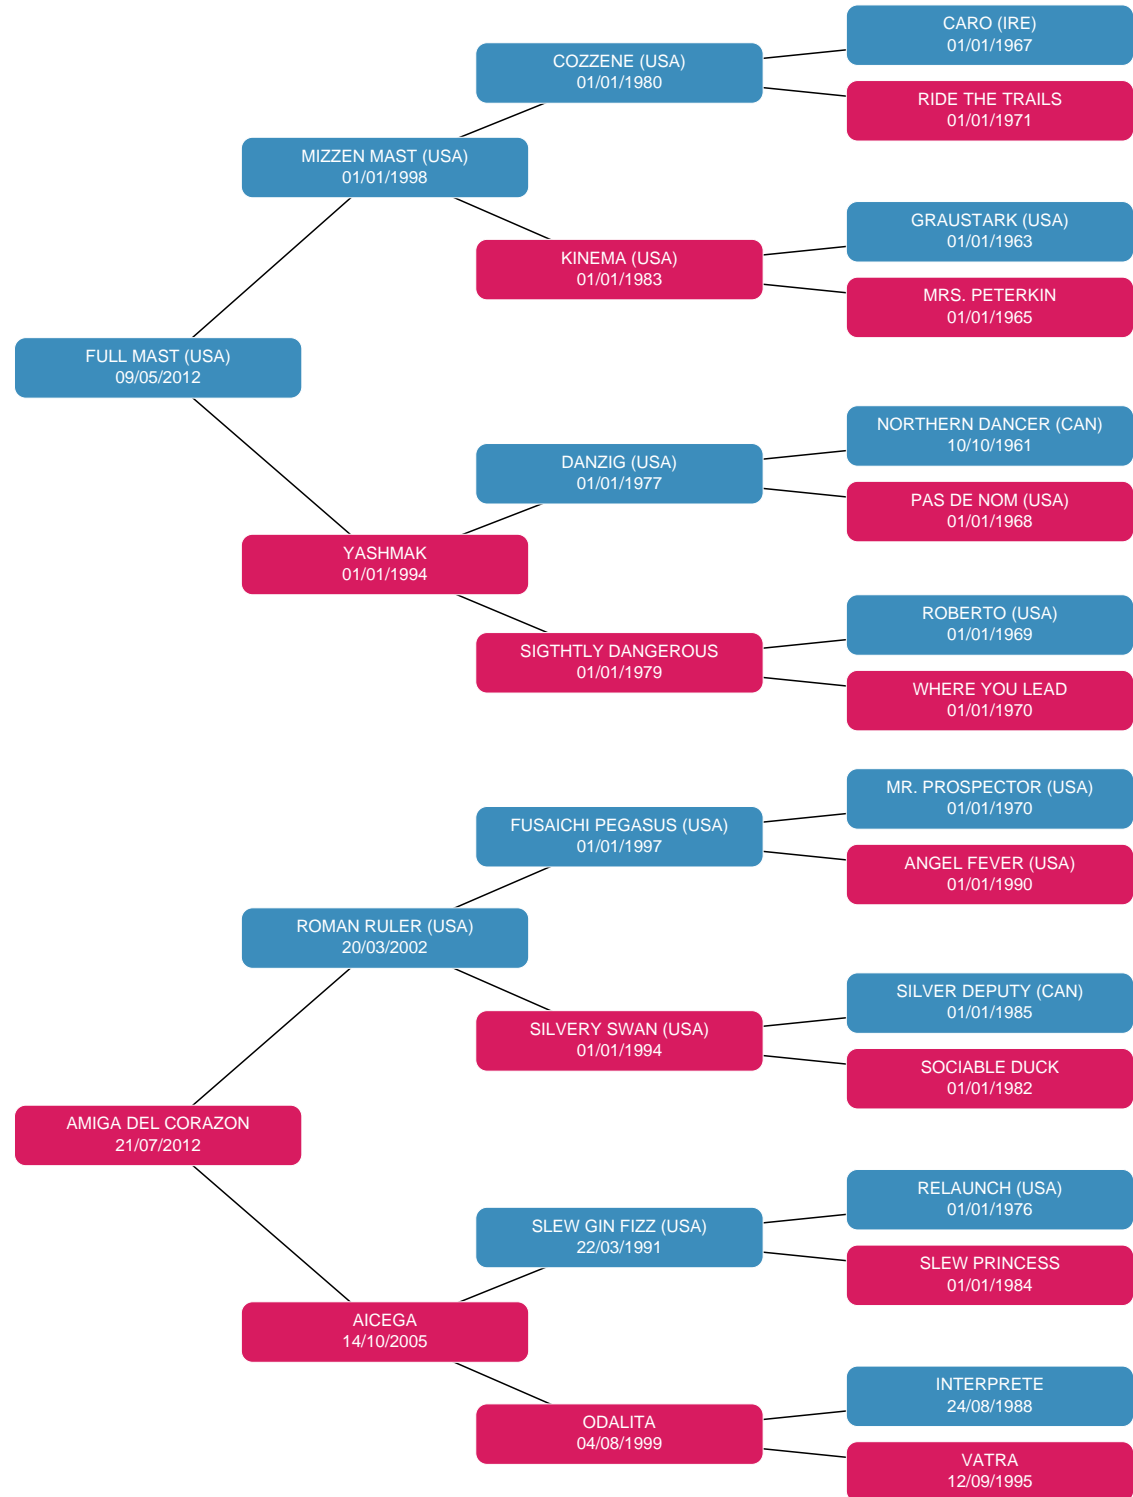 CARO (IRE)
01/01/1967
COZZENE (USA)
01/01/1980
RIDE THE TRAILS
01/01/1971
MIZZEN MAST (USA)
01/01/1998
GRAUSTARK (USA)
01/01/1963
KINEMA (USA)
01/01/1983
MRS. PETERKIN
01/01/1965
FULL MAST (USA)
09/05/2012
NORTHERN DANCER (CAN)
10/10/1961
DANZIG (USA)
01/01/1977
PAS DE NOM (USA)
01/01/1968
YASHMAK
01/01/1994
ROBERTO (USA)
01/01/1969
SIGTHTLY DANGEROUS
01/01/1979
WHERE YOU LEAD
01/01/1970
MR. PROSPECTOR (USA)
01/01/1970
FUSAICHI PEGASUS (USA)
01/01/1997
ANGEL FEVER (USA)
01/01/1990
ROMAN RULER (USA)
20/03/2002
SILVER DEPUTY (CAN)
01/01/1985
SILVERY SWAN (USA)
01/01/1994
SOCIABLE DUCK
01/01/1982
AMIGA DEL CORAZON
21/07/2012
RELAUNCH (USA)
01/01/1976
SLEW GIN FIZZ (USA)
22/03/1991
SLEW PRINCESS
01/01/1984
AICEGA
14/10/2005
INTERPRETE
24/08/1988
ODALITA
04/08/1999
VATRA
12/09/1995